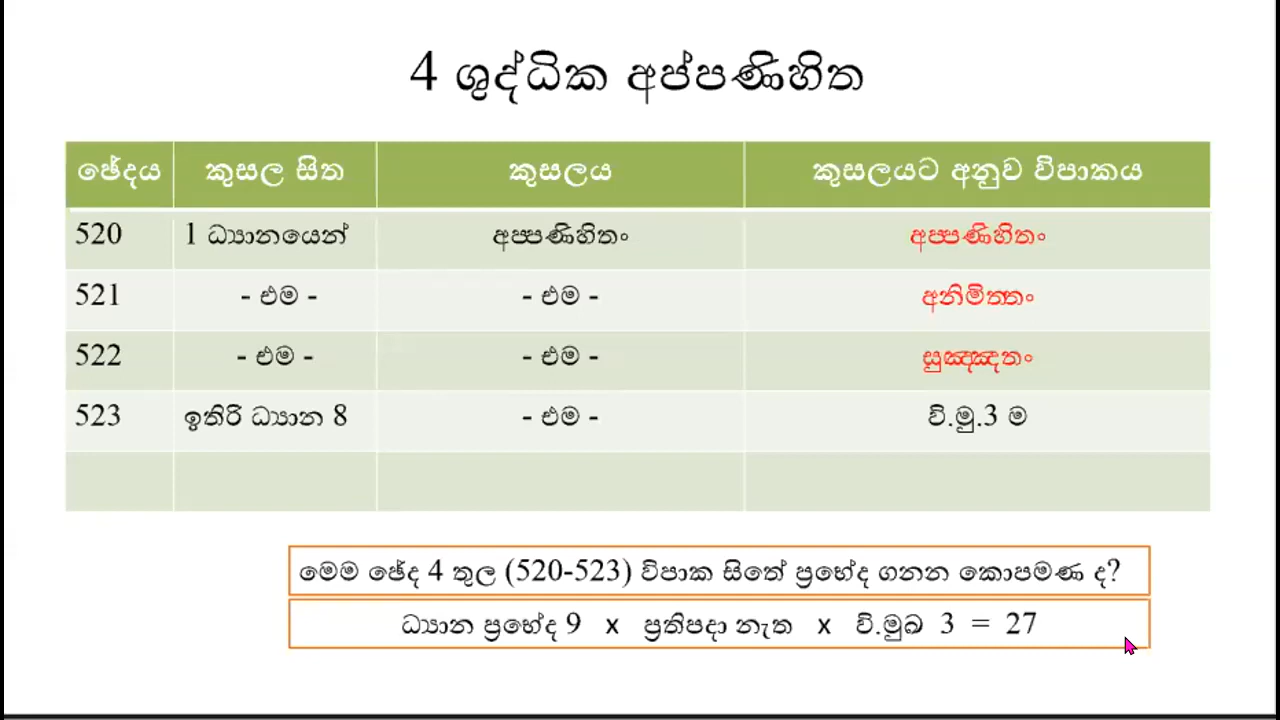 4 ශුද්ධික අප්පණිහිත
ඡේදය කුසල සිත කුසලය කුසලයට අනුව විපාකය
520 1 ධ්‍යානයෙන් අප්පණිහිතං අප්පණිහිතං
521 - එම - - එම - අනිමිත්තං
522 - එම - - එම - සුඤ්ඤතං
523 ඉතිරි ධ්‍යාන 8 - එම - වි.මු.3 ම
මෙම ඡේද 4 තුල (520-523) විපාක සිතේ ප්‍රභේද ගනන කොපමණ ද?
ධ්‍යාන ප්‍රභේද 9 x ප්‍රතිපදා නැත x වි.මුඛ 3 = 27